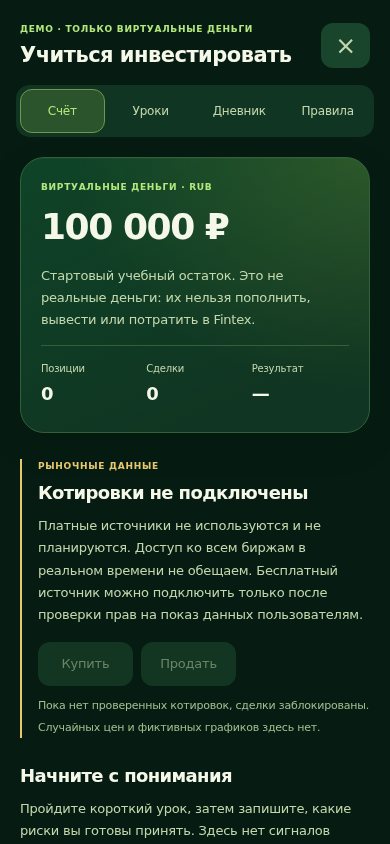 ДЕМО · ТОЛЬКО ВИРТУАЛЬНЫЕ ДЕНЬГИ
Учиться инвестировать
×
Счёт Уроки Дневник Правила
ВИРТУАЛЬНЫЕ ДЕНЬГИ · RUB
100 000 ₽
Стартовый учебный остаток. Это не
реальные деньги: их нельзя пополнить,
вывести или потратить в Fintex.
Позиции Сделки Результат
0 0 —
РЫНОЧНЫЕ ДАННЫЕ
Котировки не подключены
Платные источники не используются и не
планируются. Доступ ко всем биржам в
реальном времени не обещаем. Бесплатный
источник можно подключить только после
проверки прав на показ данных пользователям.
Купить Продать
Пока нет проверенных котировок, сделки заблокированы.
Случайных цен и фиктивных графиков здесь нет.
Начните с понимания
Пройдите короткий урок, затем запишите, какие
риски вы готовы принять. Здесь нет сигналов